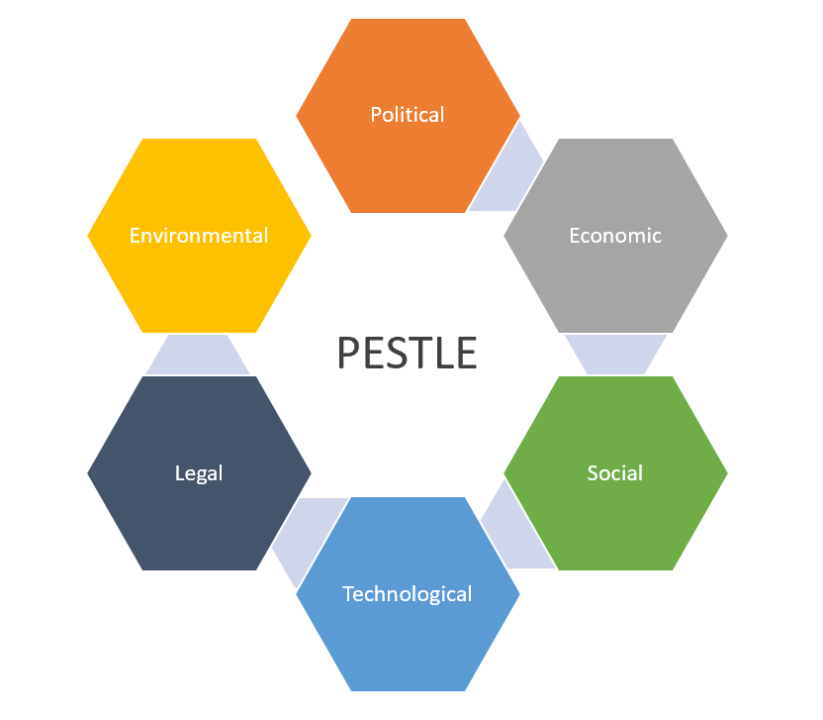 Political
Economic
Social
Technological
Legal
Environmental
PESTLE